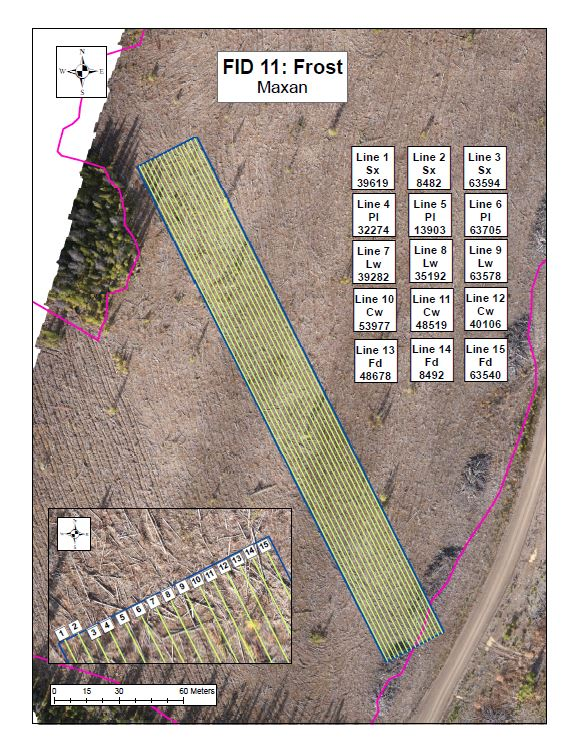 N
W E
S
FID 11: Frost
Maxan
Line 1
Sx
39619
Line 2
Sx
8482
Line 3
Sx
63594
Line 4
Pl
32274
Line 5
Pl
13903
Line 6
Pl
63705
Line 7
Lw
39282
Line 8
Lw
35192
Line 9
Lw
63578
Line 10
Cw
53977
Line 11
Cw
48519
Line 12
Cw
40106
Line 13
Fd
48678
Line 14
Fd
8492
Line 15
Fd
63540
1 2 3 4 5 6 7 8 9 10 11 12 13 14 15
0 15 30 60 Meters